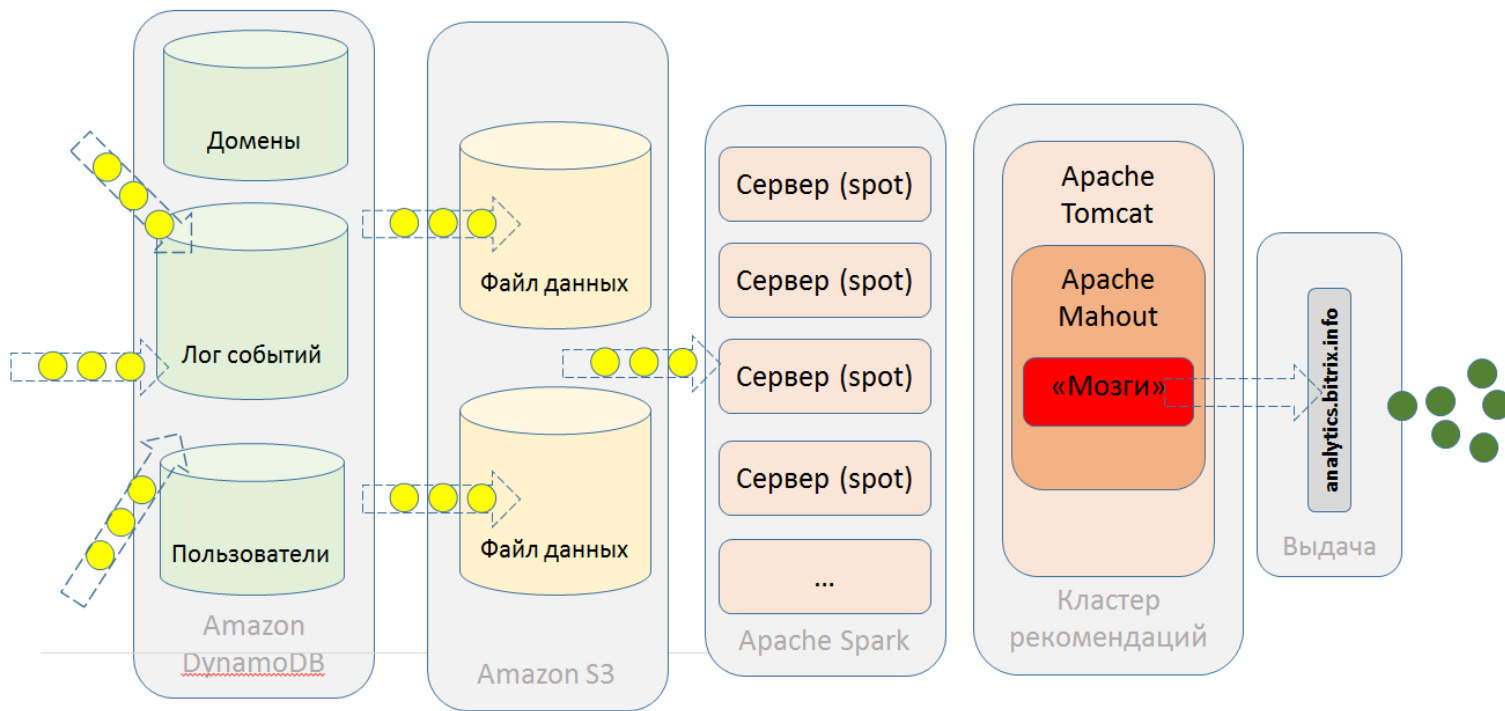 Домены
Лог событий
Пользователи
Amazon
DynamoDB
Файл данных
Файл данных
Amazon S3
Сервер (spot)
Сервер (spot)
Сервер (spot)
Сервер (spot)
...
Apache Spark
Apache
Tomcat
Apache
Mahout
«Мозги»
Кластер
рекомендаций
analytics.bitrix.info
Выдача